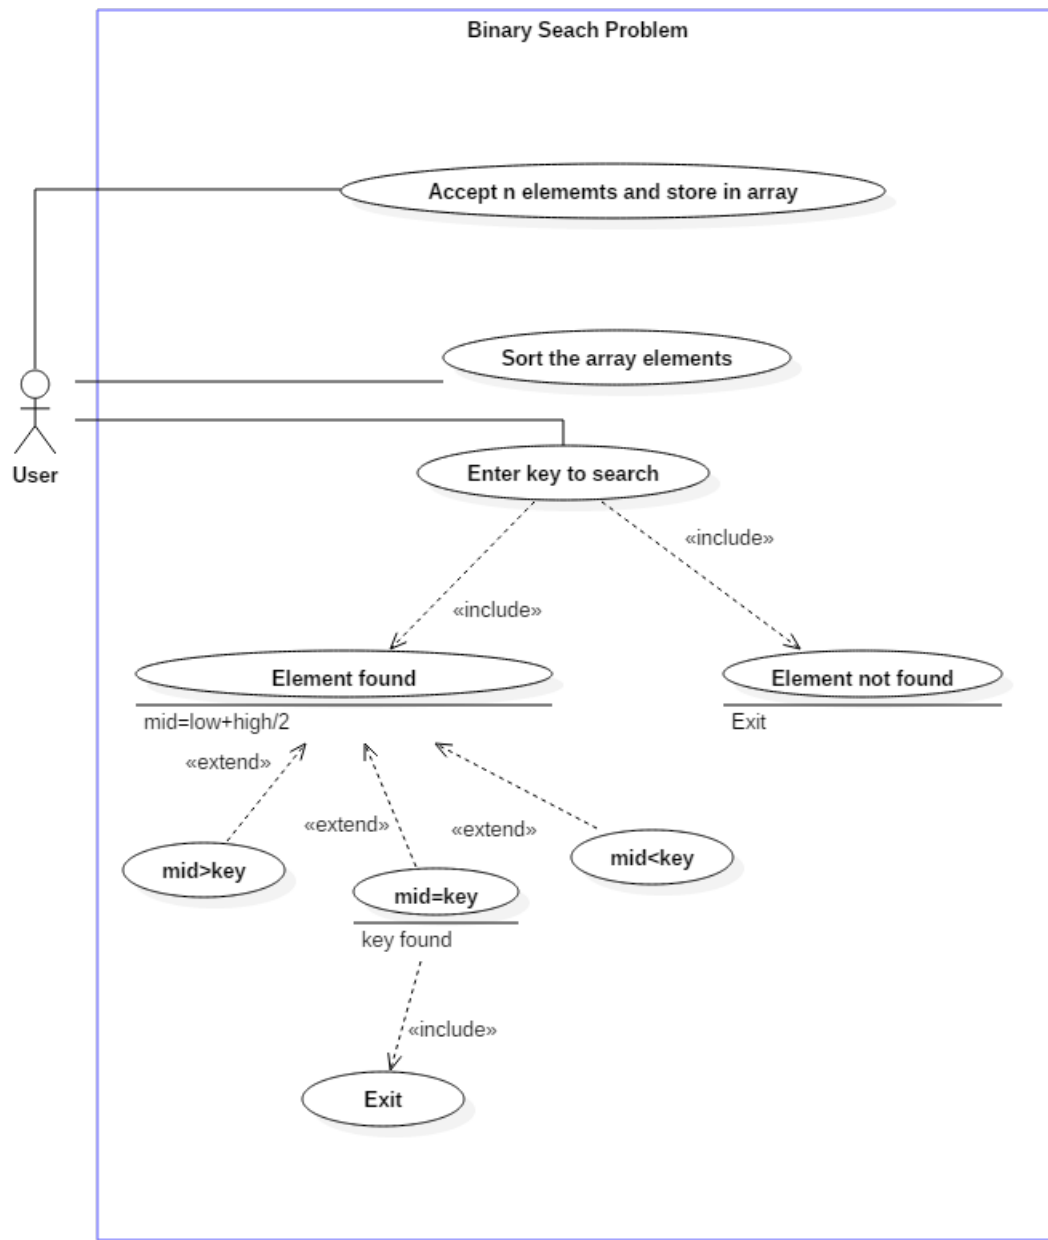 Binary Seach Problem
Accept n elememts and store in array
Sort the array elements
User
Enter key to search
«include»
«include»
Element found
Element not found
mid=low+high/2
Exit
«extend»
«extend»
«extend»
mid>key
mid=key
mid<key
key found
«include»
Exit